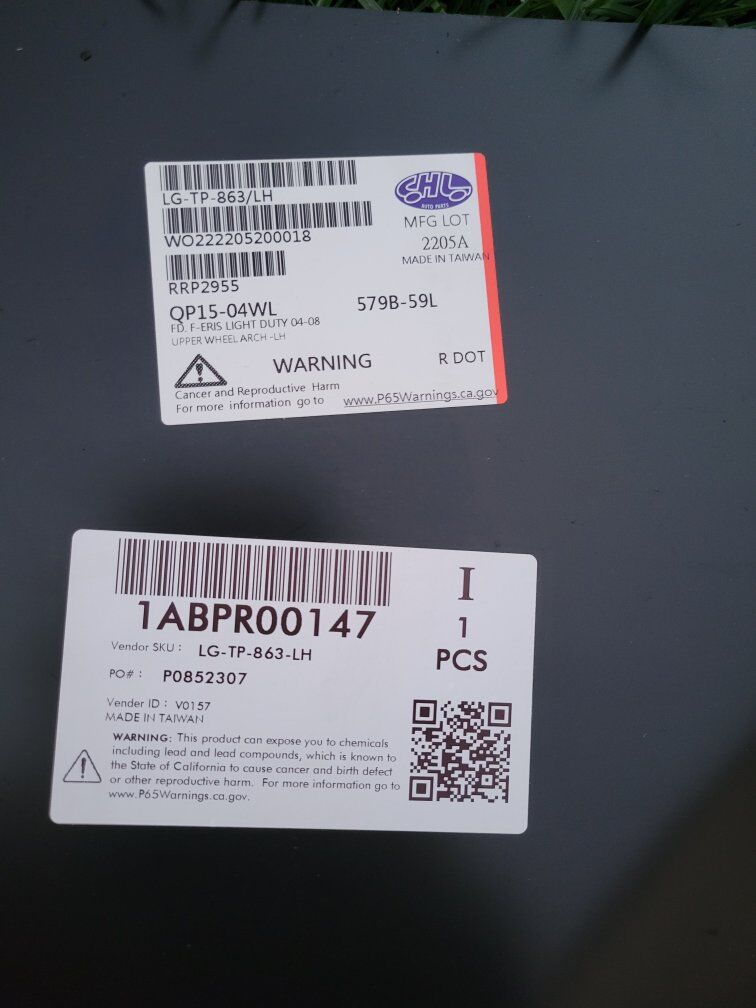 LG-TP-863/LH
CHL
AUTO PARTS
WO222205200018
MFG LOT
2205A
MADE IN TAIWAN
RRP2955
QP15-04WL
579B-59L
FD. F-ERIS LIGHT DUTY 04-08
UPPER WHEEL ARCH -LH
WARNING
R DOT
Cancer and Reproductive Harm
For more information go to www.P65Warnings.ca.gov
1ABPR00147
I
1
PCS
Vendor SKU : LG-TP-863-LH
PO# : P0852307
Vender ID : V0157
MADE IN TAIWAN
WARNING: This product can expose you to chemicals
including lead and lead compounds, which is known to
the State of California to cause cancer and birth defect
or other reproductive harm. For more information go to
www.P65Warnings.ca.gov.